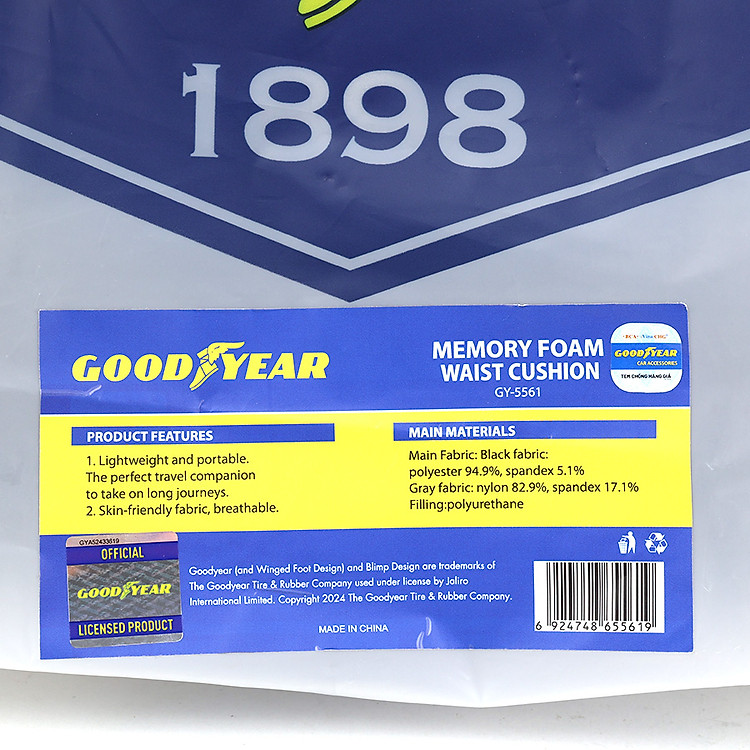 1898
GOODYEAR
MEMORY FOAM
WAIST CUSHION
GY-5561
GOODYEAR
CAR ACCESSORIES
TEM CHỐNG HÀNG GIẢ
PRODUCT FEATURES
1. Lightweight and portable.
The perfect travel companion
to take on long journeys.
2. Skin-friendly fabric, breathable.
MAIN MATERIALS
Main Fabric: Black fabric:
polyester 94.9%, spandex 5.1%
Gray fabric: nylon 82.9%, spandex 17.1%
Filling:polyurethane
GYA52433619
OFFICIAL
GOODYEAR
LICENSED PRODUCT
Goodyear (and Winged Foot Design) and Blimp Design are trademarks of
The Goodyear Tire & Rubber Company used under license by Jaliro
International Limited. Copyright 2024 The Goodyear Tire & Rubber Company.
MADE IN CHINA
6 924748 655619